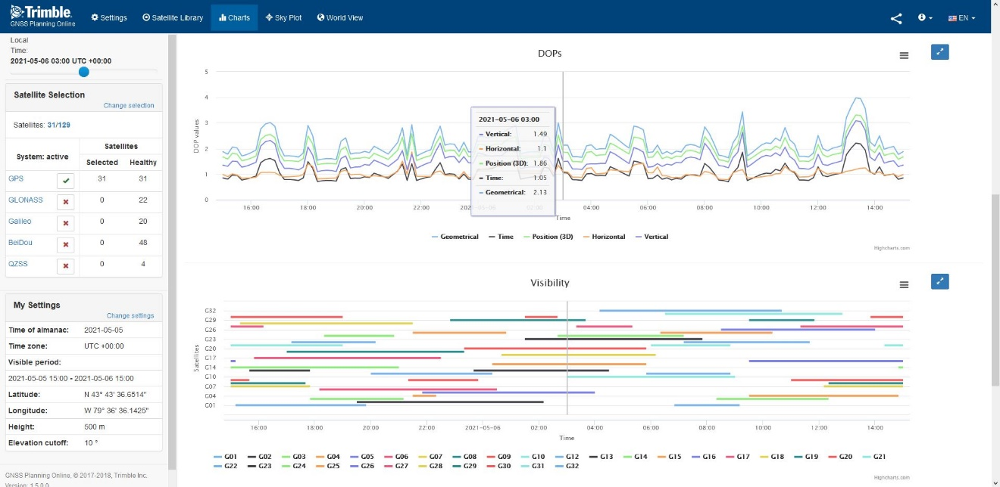 Trimble.
GNSS Planning Online
Settings
Satellite Library
Charts
Sky Plot
World View
EN
Local
Time:
2021-05-06 03:00 UTC +00:00
Satellite Selection
Change selection
Satellites: 31/129
Satellites
System: active
Selected Healthy
GPS 31 31
GLONASS 0 22
Galileo 0 20
BeiDou 0 48
QZSS 0 4
My Settings
Change settings
Time of almanac: 2021-05-05
Time zone: UTC +00:00
Visible period:
2021-05-05 15:00 - 2021-05-06 15:00
Latitude: N 43° 43' 36.6514"
Longitude: W 79° 36' 36.1425"
Height: 500 m
Elevation cutoff: 10 °
GNSS Planning Online, © 2017-2018, Trimble Inc.
Version: 1.5.0.0
DOPs
5
4
3
2
1
0
DOP values
2021-05-06 03:00
Vertical: 1.49
Horizontal: 1.1
Position (3D): 1.86
Time: 1.05
Geometrical: 2.13
16:00 18:00 20:00 22:00 2021-05-06 02:00 04:00 06:00 08:00 10:00 12:00 14:00
Time
Geometrical Time Position (3D) Horizontal Vertical
Highcharts.com
Visibility
G32
G29
G26
G23
G20
G17
G14
G10
G07
G04
G01
Satellites
16:00 18:00 20:00 22:00 2021-05-06 02:00 04:00 06:00 08:00 10:00 12:00 14:00
Time
G01 G02 G03 G04 G05 G06 G07 G08 G09 G10 G12 G13 G14 G15 G16 G17 G18 G19 G20 G21
G22 G23 G24 G25 G26 G27 G28 G29 G30 G31 G32
Highcharts.com